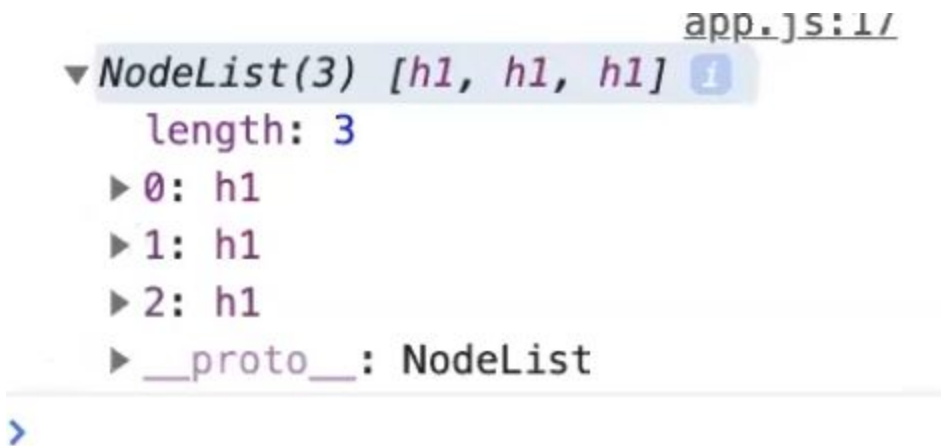 app.js:17
NodeList(3) [h1, h1, h1] i
length: 3
0: h1
1: h1
2: h1
__proto__: NodeList